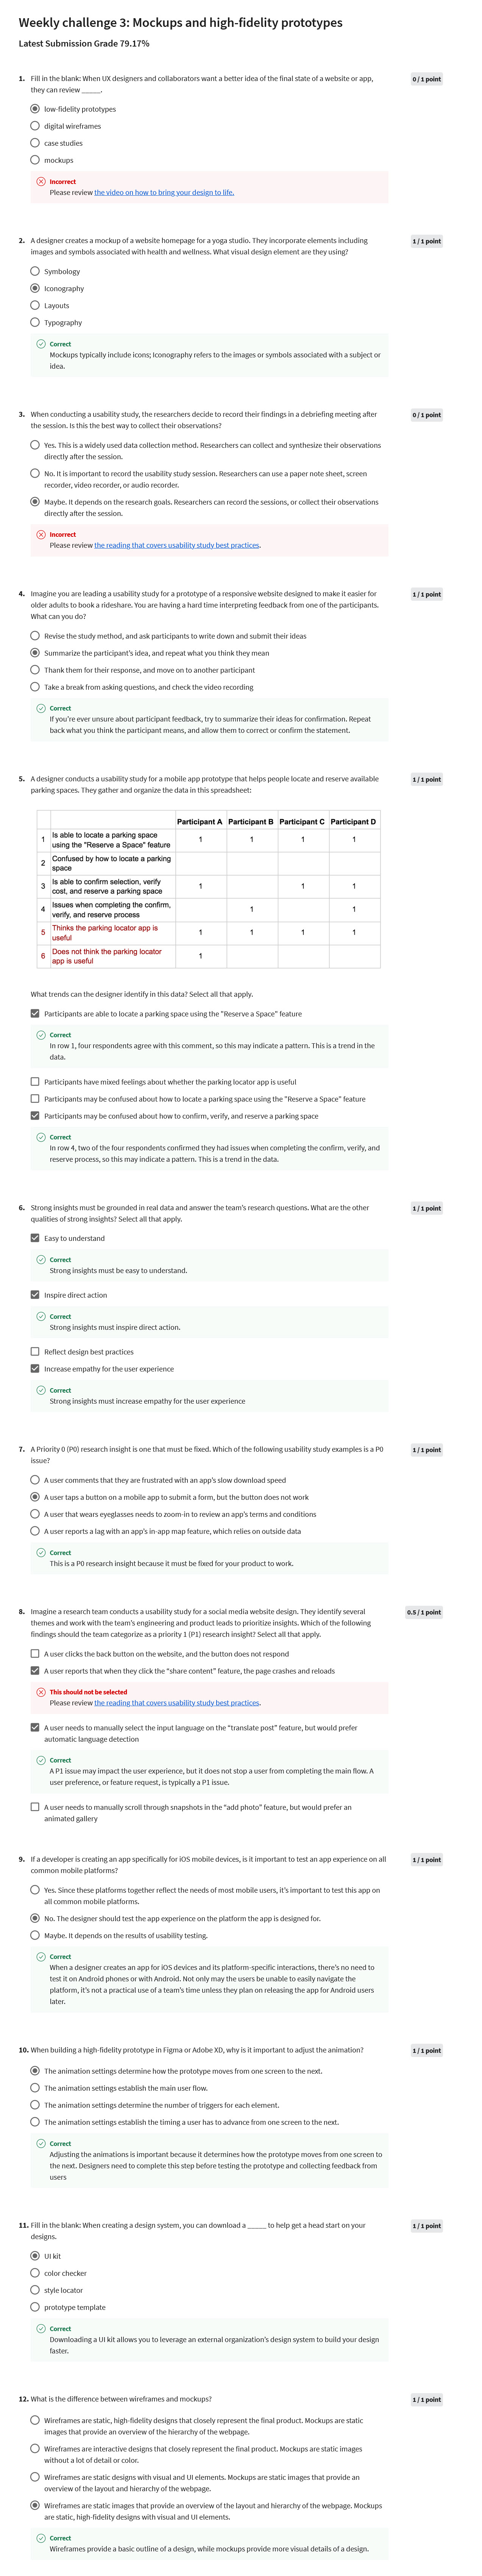 Weekly challenge 3: Mockups and high-fidelity prototypes
Latest Submission Grade 79.17%
1. Fill in the blank: When UX designers and collaborators want a better idea of the final state of a website or app,
they can review _____.
0 / 1 point
low-fidelity prototypes
digital wireframes
case studies
mockups
Incorrect
Please review the video on how to bring your design to life.
2. A designer creates a mockup of a website homepage for a yoga studio. They incorporate elements including
images and symbols associated with health and wellness. What visual design element are they using?
1 / 1 point
Symbology
Iconography
Layouts
Typography
Correct
Mockups typically include icons; Iconography refers to the images or symbols associated with a subject or
idea.
3. When conducting a usability study, the researchers decide to record their findings in a debriefing meeting after
the session. Is this the best way to collect their observations?
0 / 1 point
Yes. This is a widely used data collection method. Researchers can collect and synthesize their observations
directly after the session.
No. It is important to record the usability study session. Researchers can use a paper note sheet, screen
recorder, video recorder, or audio recorder.
Maybe. It depends on the research goals. Researchers can record the sessions, or collect their observations
directly after the session.
Incorrect
Please review the reading that covers usability study best practices.
4. Imagine you are leading a usability study for a prototype of a responsive website designed to make it easier for
older adults to book a rideshare. You are having a hard time interpreting feedback from one of the participants.
What can you do?
1 / 1 point
Revise the study method, and ask participants to write down and submit their ideas
Summarize the participant's idea, and repeat what you think they mean
Thank them for their response, and move on to another participant
Take a break from asking questions, and check the video recording
Correct
If you're ever unsure about participant feedback, try to summarize their ideas for confirmation. Repeat
back what you think the participant means, and allow them to correct or confirm the statement.
5. A designer conducts a usability study for a mobile app prototype that helps people locate and reserve available
parking spaces. They gather and organize the data in this spreadsheet:
1 / 1 point
Participant A Participant B Participant C Participant D
1 Is able to locate a parking space
using the "Reserve a Space" feature 1 1 1 1
2 Confused by how to locate a parking
space
3 Is able to confirm selection, verify
cost, and reserve a parking space 1 1 1
4 Issues when completing the confirm,
verify, and reserve process 1 1
5 Thinks the parking locator app is
useful 1 1 1 1
6 Does not think the parking locator
app is useful 1
What trends can the designer identify in this data? Select all that apply.
Participants are able to locate a parking space using the "Reserve a Space" feature
Correct
In row 1, four respondents agree with this comment, so this may indicate a pattern. This is a trend in the
data.
Participants have mixed feelings about whether the parking locator app is useful
Participants may be confused about how to locate a parking space using the "Reserve a Space" feature
Participants may be confused about how to confirm, verify, and reserve a parking space
Correct
In row 4, two of the four respondents confirmed they had issues when completing the confirm, verify, and
reserve process, so this may indicate a pattern. This is a trend in the data.
6. Strong insights must be grounded in real data and answer the team's research questions. What are the other
qualities of strong insights? Select all that apply.
1 / 1 point
Easy to understand
Correct
Strong insights must be easy to understand.
Inspire direct action
Correct
Strong insights must inspire direct action.
Reflect design best practices
Increase empathy for the user experience
Correct
Strong insights must increase empathy for the user experience
7. A Priority 0 (P0) research insight is one that must be fixed. Which of the following usability study examples is a P0
issue?
1 / 1 point
A user comments that they are frustrated with an app's slow download speed
A user taps a button on a mobile app to submit a form, but the button does not work
A user that wears eyeglasses needs to zoom-in to review an app's terms and conditions
A user reports a lag with an app's in-app map feature, which relies on outside data
Correct
This is a P0 research insight because it must be fixed for your product to work.
8. Imagine a research team conducts a usability study for a social media website design. They identify several
themes and work with the team's engineering and product leads to prioritize insights. Which of the following
findings should the team categorize as a priority 1 (P1) research insight? Select all that apply.
0.5 / 1 point
A user clicks the back button on the website, and the button does not respond
A user reports that when they click the "share content" feature, the page crashes and reloads
This should not be selected
Please review the reading that covers usability study best practices.
A user needs to manually select the input language on the "translate post" feature, but would prefer
automatic language detection
Correct
A P1 issue may impact the user experience, but it does not stop a user from completing the main flow. A
user preference, or feature request, is typically a P1 issue.
A user needs to manually scroll through snapshots in the "add photo" feature, but would prefer an
animated gallery
9. If a developer is creating an app specifically for iOS mobile devices, is it important to test an app experience on all
common mobile platforms?
1 / 1 point
Yes. Since these platforms together reflect the needs of most mobile users, it's important to test this app on
all common mobile platforms.
No. The designer should test the app experience on the platform the app is designed for.
Maybe. It depends on the results of usability testing.
Correct
When a designer creates an app for iOS devices and its platform-specific interactions, there's no need to
test it on Android phones or with Android. Not only may the users be unable to easily navigate the
platform, it's not a practical use of a team's time unless they plan on releasing the app for Android users
later.
10. When building a high-fidelity prototype in Figma or Adobe XD, why is it important to adjust the animation?
1 / 1 point
The animation settings determine how the prototype moves from one screen to the next.
The animation settings establish the main user flow.
The animation settings determine the number of triggers for each element.
The animation settings establish the timing a user has to advance from one screen to the next.
Correct
Adjusting the animations is important because it determines how the prototype moves from one screen to
the next. Designers need to complete this step before testing the prototype and collecting feedback from
users
11. Fill in the blank: When creating a design system, you can download a _____ to help get a head start on your
designs.
1 / 1 point
UI kit
color checker
style locator
prototype template
Correct
Downloading a UI kit allows you to leverage an external organization's design system to build your design
faster.
12. What is the difference between wireframes and mockups?
1 / 1 point
Wireframes are static, high-fidelity designs that closely represent the final product. Mockups are static
images that provide an overview of the hierarchy of the webpage.
Wireframes are interactive designs that closely represent the final product. Mockups are static images
without a lot of detail or color.
Wireframes are static designs with visual and UI elements. Mockups are static images that provide an
overview of the layout and hierarchy of the webpage.
Wireframes are static images that provide an overview of the layout and hierarchy of the webpage. Mockups
are static, high-fidelity designs with visual and UI elements.
Correct
Wireframes provide a basic outline of a design, while mockups provide more visual details of a design.